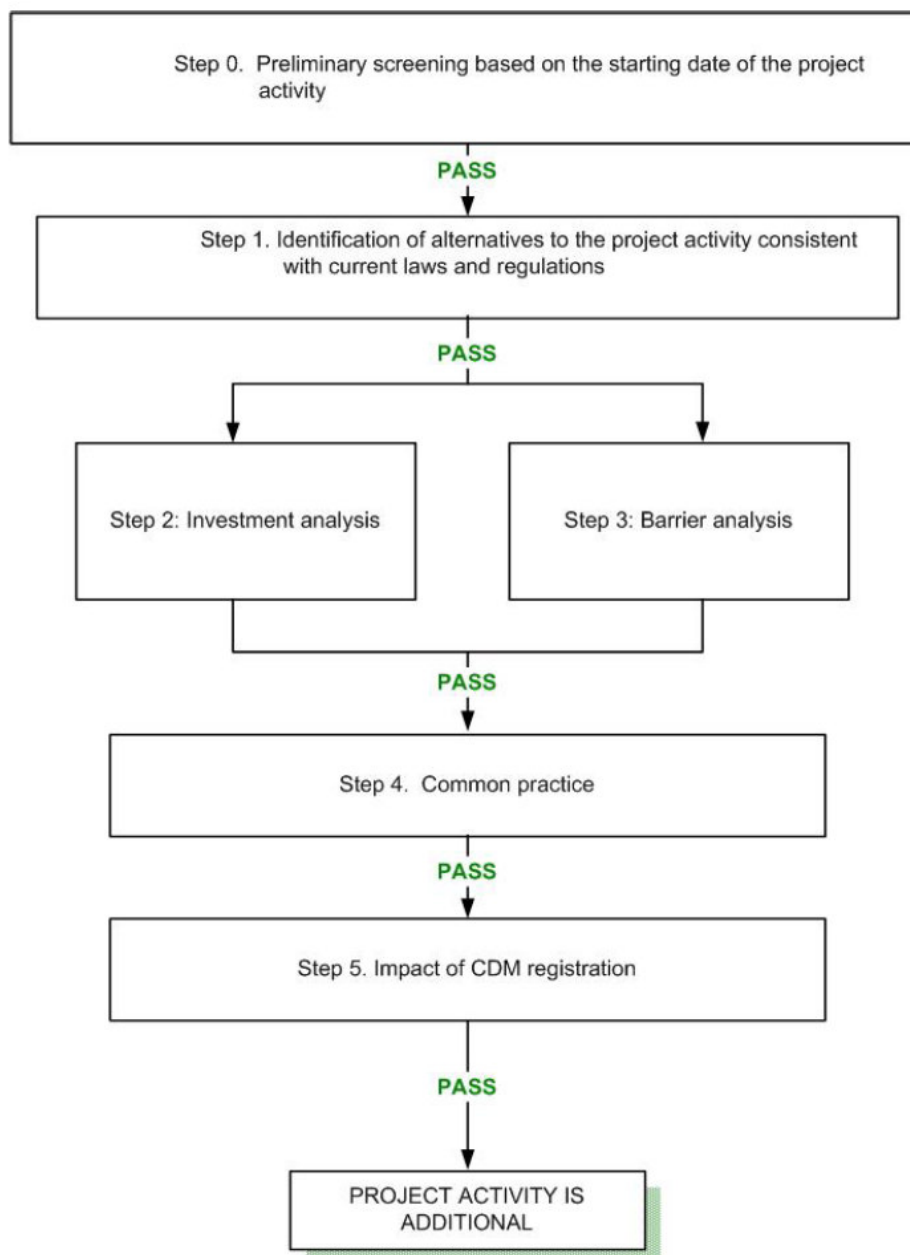 Step 0.  Preliminary screening based on the starting date of the project
activity
PASS
Step 1. Identification of alternatives to the project activity consistent
with current laws and regulations
PASS
Step 2: Investment analysis
Step 3: Barrier analysis
PASS
Step 4.  Common practice
PASS
Step 5. Impact of CDM registration
PASS
PROJECT ACTIVITY IS
ADDITIONAL